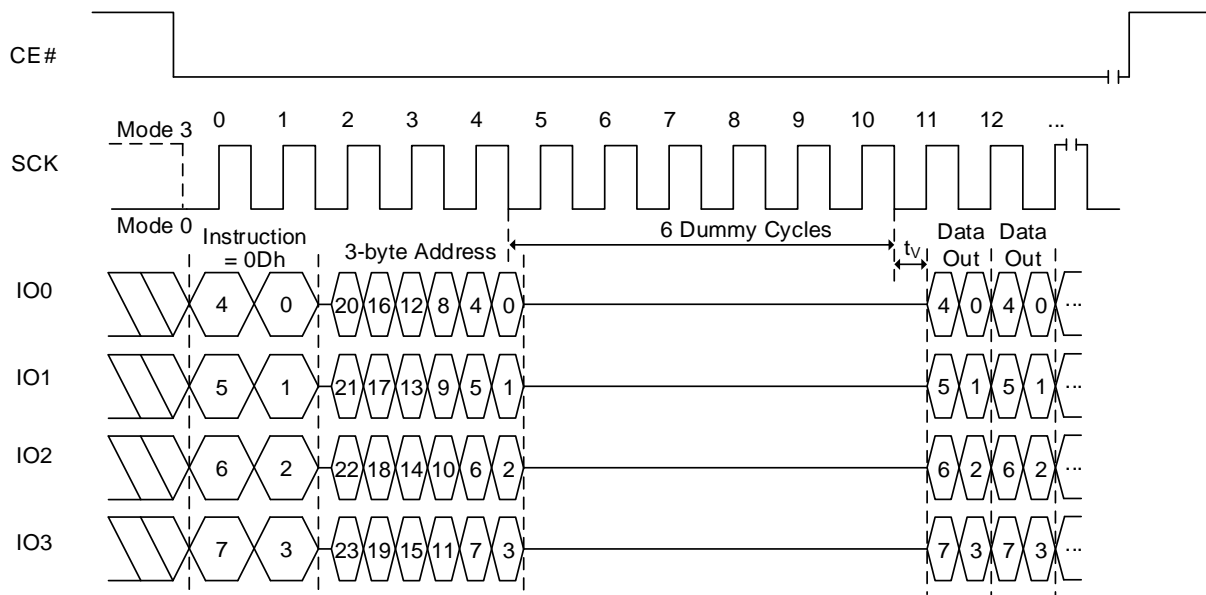 CE#
0 1 2 3 4 5 6 7 8 9 10 11 12 ...
Mode 3
SCK
Mode 0
6 Dummy Cycles
Instruction
= 0Dh
3-byte Address
tV
Data
Out
Data
Out
IO0
4 0 20 16 12 8 4 0 4 0 4 0 ...
IO1
5 1 21 17 13 9 5 1 5 1 5 1 ...
IO2
6 2 22 18 14 10 6 2 6 2 6 2 ...
IO3
7 3 23 19 15 11 7 3 7 3 7 3 ...